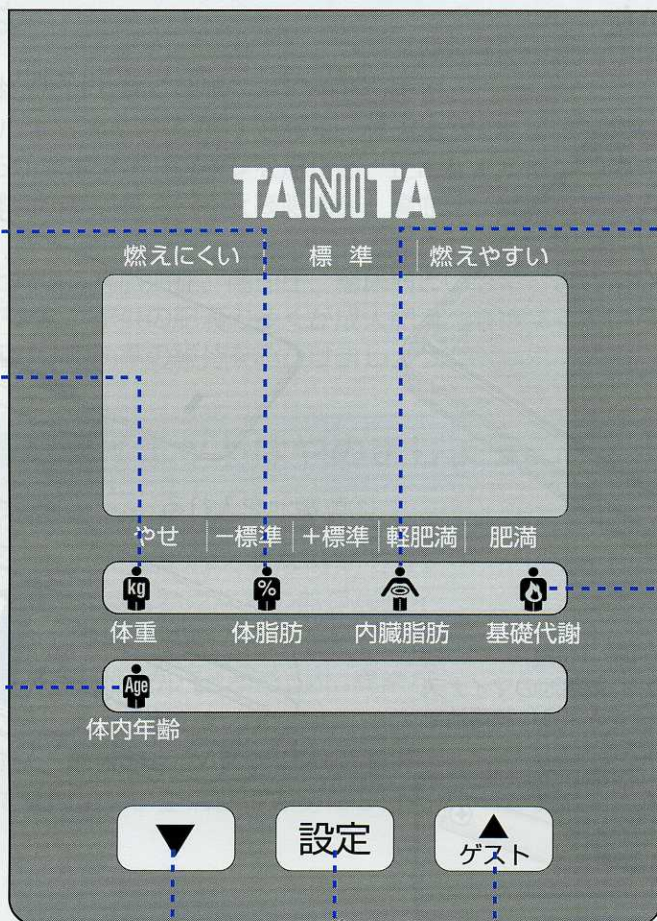 TANITA
燃えにくい 標準 燃えやすい
やせ －標準 ＋標準 軽肥満 肥満
kg %
体重 体脂肪 内臓脂肪 基礎代謝
Age
体内年齢
▼ 設定 ▲
ゲスト